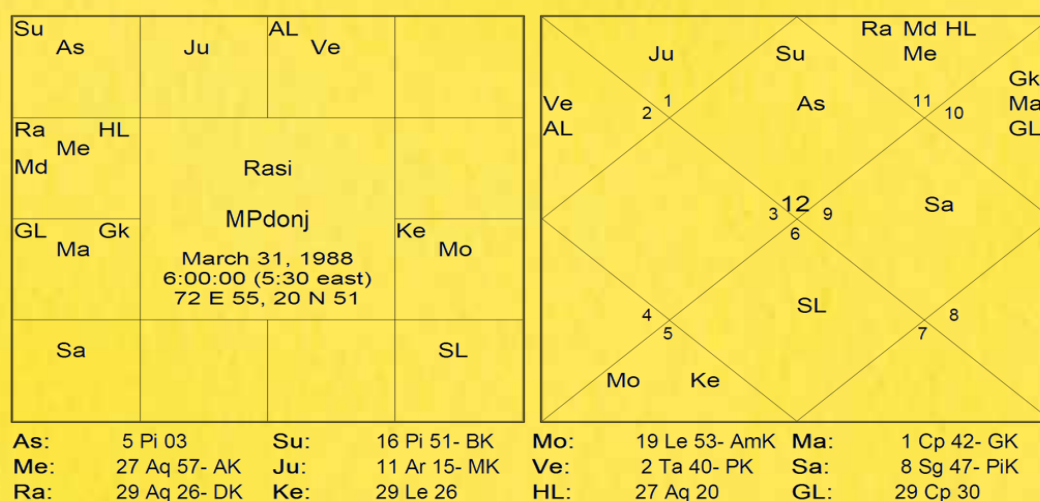 Su
As
Ju
AL
Ve
Ra
HL
Me
Md
GL
Gk
Ma
Rasi
MPdonj
March 31, 1988
6:00:00 (5:30 east)
72 E 55, 20 N 51
Ke
Mo
Sa
SL
Ra Md HL
Me
Ju
Su
Gk
Ma
GL
Ve
AL
2
1
As
11
10
3
12
9
6
Sa
4
5
SL
8
7
Mo
Ke
As: 5 Pi 03 Su: 16 Pi 51- BK Mo: 19 Le 53- AmK Ma: 1 Cp 42- GK
Me: 27 Aq 57- AK Ju: 11 Ar 15- MK Ve: 2 Ta 40- PK Sa: 8 Sg 47- PiK
Ra: 29 Aq 26- DK Ke: 29 Le 26 HL: 27 Aq 20 GL: 29 Cp 30